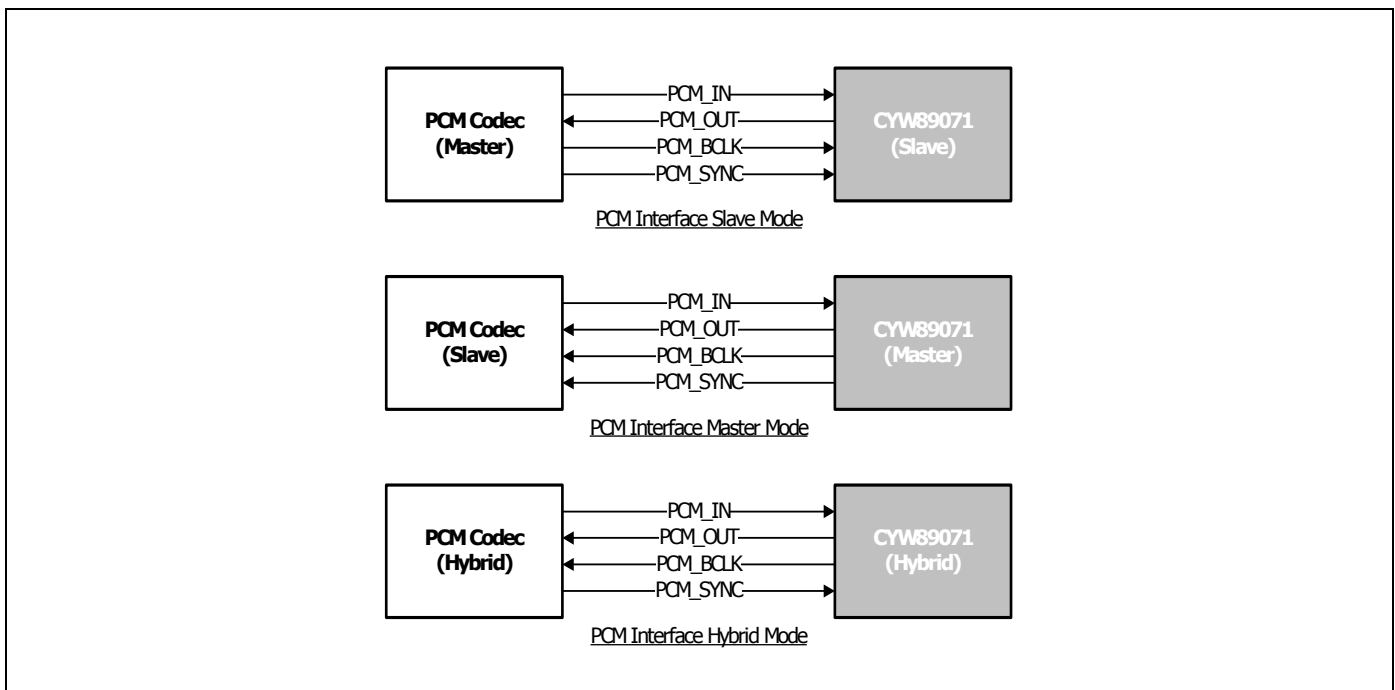 PCM Codec
(Master)
PCM_IN
PCM_OUT
PCM_BCLK
PCM_SYNC
CYW89071
(Slave)
PCM Interface Slave Mode
PCM Codec
(Slave)
PCM_IN
PCM_OUT
PCM_BCLK
PCM_SYNC
CYW89071
(Master)
PCM Interface Master Mode
PCM Codec
(Hybrid)
PCM_IN
PCM_OUT
PCM_BCLK
PCM_SYNC
CYW89071
(Hybrid)
PCM Interface Hybrid Mode